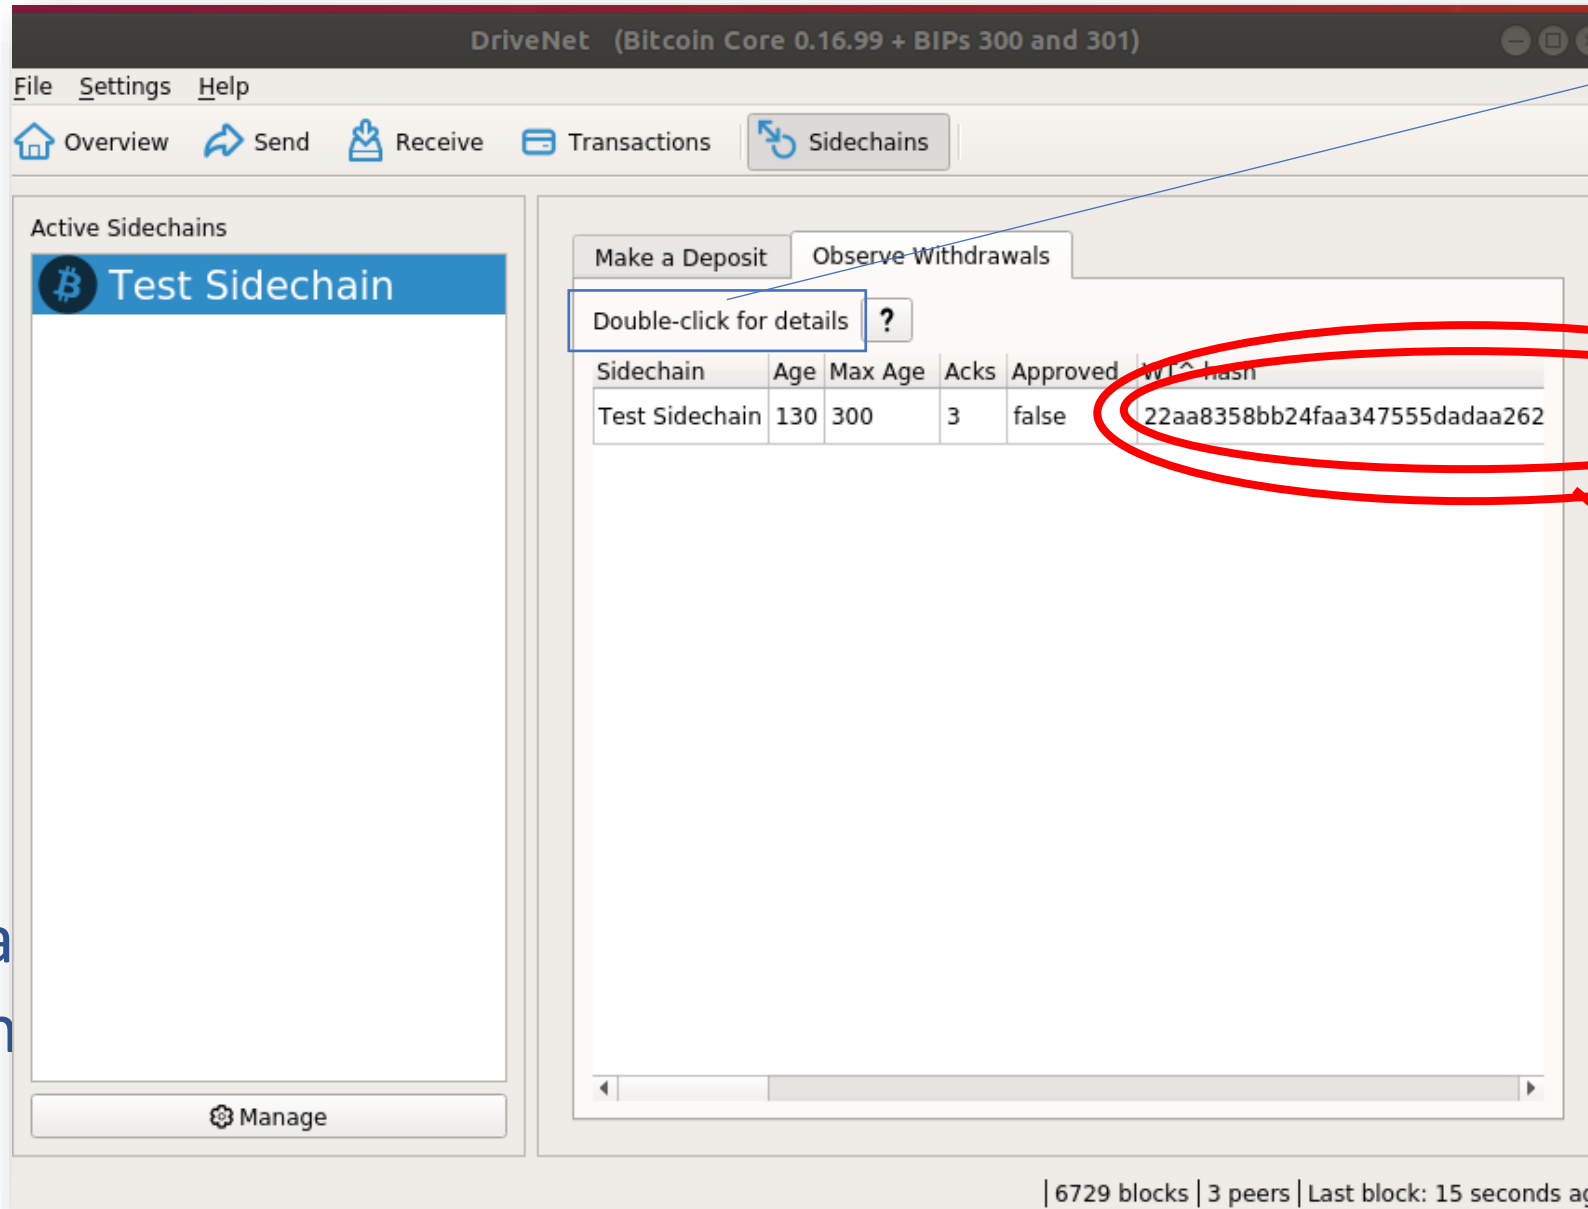 DriveNet (Bitcoin Core 0.16.99 + BIPs 300 and 301)
File Settings Help
Overview Send Receive Transactions Sidechains
Active Sidechains
Test Sidechain
Make a Deposit Observe Withdrawals
Double-click for details ?
Sidechain Age Max Age Acks Approved WT^ hash
Test Sidechain 130 300 3 false 22aa8358bb24faa347555dadaa262
Manage
6729 blocks 3 peers Last block: 15 seconds